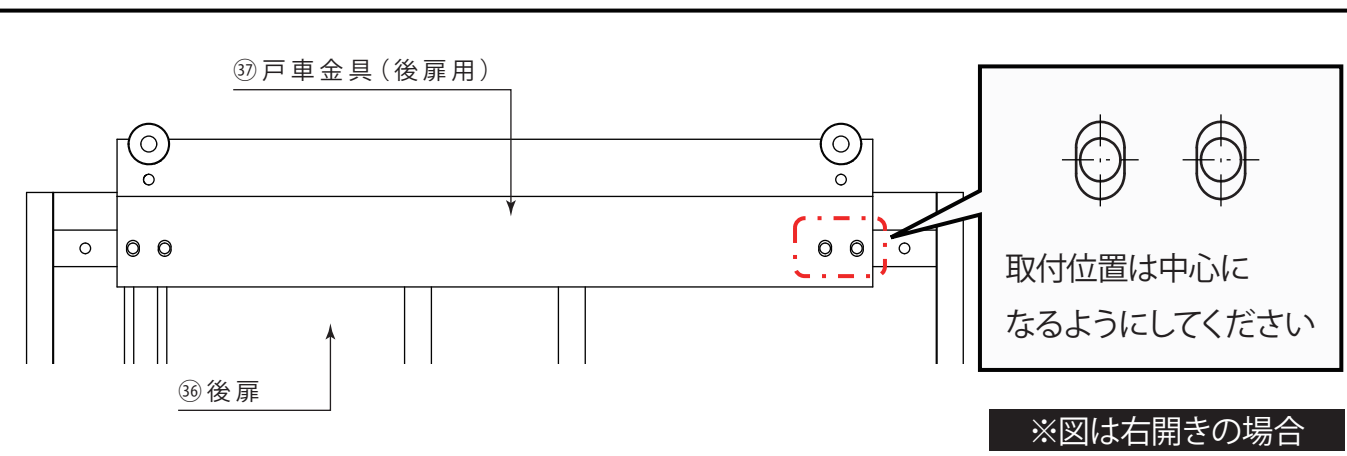 ㊲戸車金具（後扉用）
取付位置は中心に
なるようにしてください
㊱後扉
※図は右開きの場合